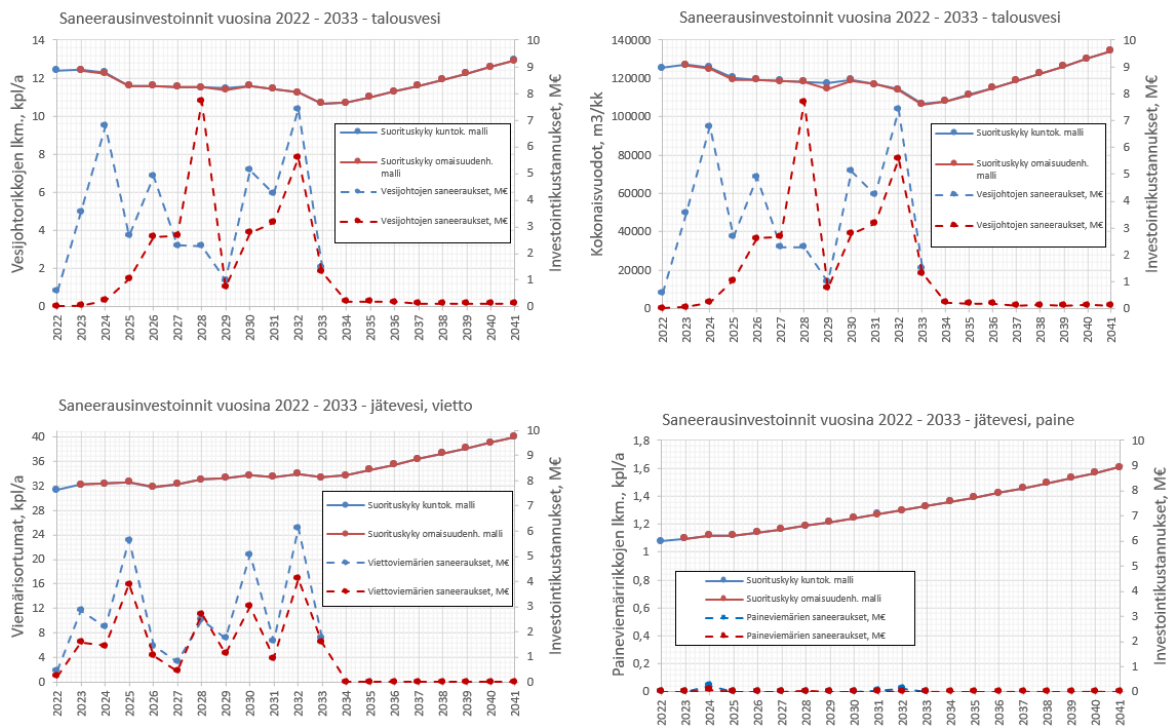 Saneerausinvestoinnit vuosina 2022 - 2033 - talousvesi
Vesijohtorikkojen lkm., kpl/a
14
12
10
8
6
4
2
0
Suorituskyky kuntok. malli
Suorituskyky omaisuudenh.
malli
Vesijohtojen saneeraukset, M€
Vesijohtojen saneeraukset, M€
10
9
8
7
6
5
4
3
2
1
0
Investointikustannukset, M€
2022 2023 2024 2025 2026 2027 2028 2029 2030 2031 2032 2033 2034 2035 2036 2037 2038 2039 2040 2041
Saneerausinvestoinnit vuosina 2022 - 2033 - talousvesi
Kokonaisvuodot, m3/kk
140000
120000
100000
80000
60000
40000
20000
0
Suorituskyky kuntok. malli
Suorituskyky omaisuudenh.
malli
Vesijohtojen saneeraukset, M€
Vesijohtojen saneeraukset, M€
10
9
8
7
6
5
4
3
2
1
0
Investointikustannukset, M€
2022 2023 2024 2025 2026 2027 2028 2029 2030 2031 2032 2033 2034 2035 2036 2037 2038 2039 2040 2041
Saneerausinvestoinnit vuosina 2022 - 2033 - jätevesi, vietto
Viemärisortumat, kpl/a
40
36
32
28
24
20
16
12
8
4
0
Suorituskyky kuntok. malli
Suorituskyky omaisuudenh. malli
Viettoviemärien saneeraukset, M€
Viettoviemärien saneeraukset, M€
10
9
8
7
6
5
4
3
2
1
0
Investointikustannukset, M€
2022 2023 2024 2025 2026 2027 2028 2029 2030 2031 2032 2033 2034 2035 2036 2037 2038 2039 2040 2041
Saneerausinvestoinnit vuosina 2022 - 2033 - jätevesi, paine
Paineviemäririkkojen lkm., kpl/a
1,8
1,6
1,4
1,2
1
0,8
0,6
0,4
0,2
0
Suorituskyky kuntok. malli
Suorituskyky omaisuudenh. malli
Paineviemärien saneeraukset, M€
Paineviemärien saneeraukset, M€
10
9
8
7
6
5
4
3
2
1
0
Investointikustannukset, M€
2022 2023 2024 2025 2026 2027 2028 2029 2030 2031 2032 2033 2034 2035 2036 2037 2038 2039 2040 2041